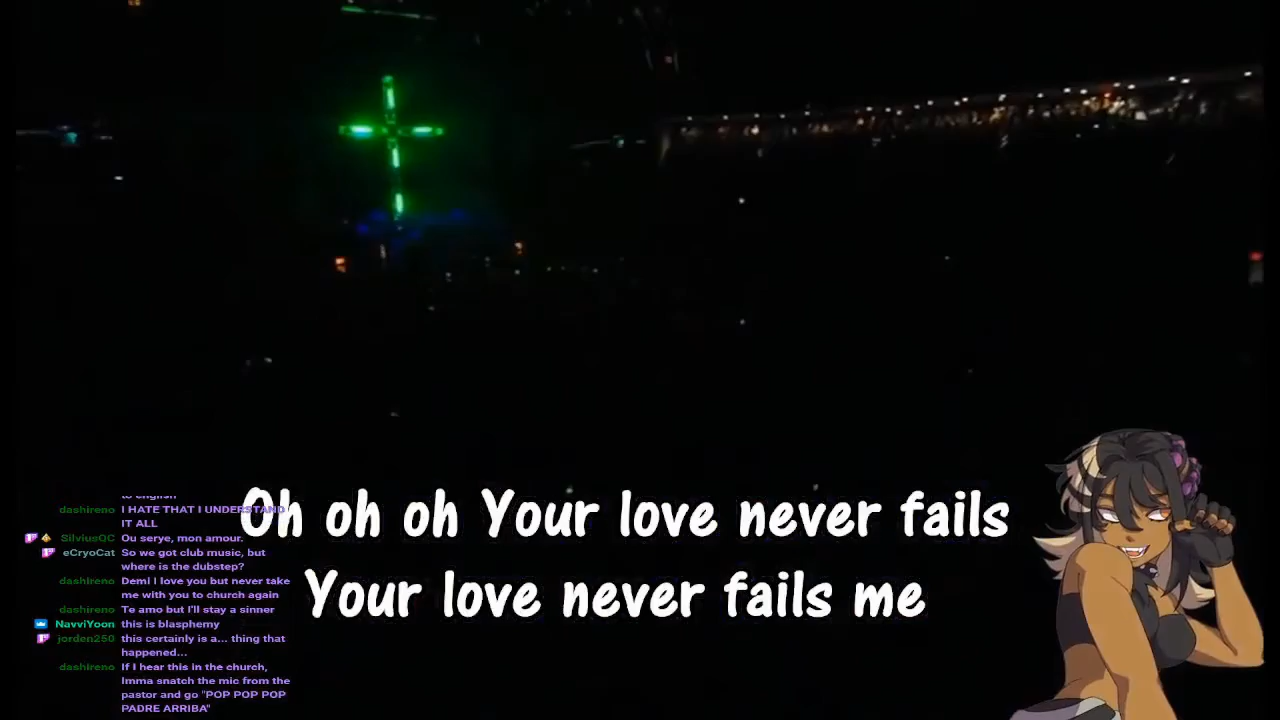 Oh oh oh Your love never fails
Your love never fails me
to english
dashireno I HATE THAT I UNDERSTAND
IT ALL
SilviusQC Ou serye, mon amour.
eCryoCat So we got club music, but
where is the dubstep?
dashireno Demi I love you but never take
me with you to church again
dashireno Te amo but I'll stay a sinner
NavviYoon this is blasphemy
jorden250 this certainly is a... thing that
happened...
dashireno If I hear this in the church,
Imma snatch the mic from the
pastor and go "POP POP POP
PADRE ARRIBA"